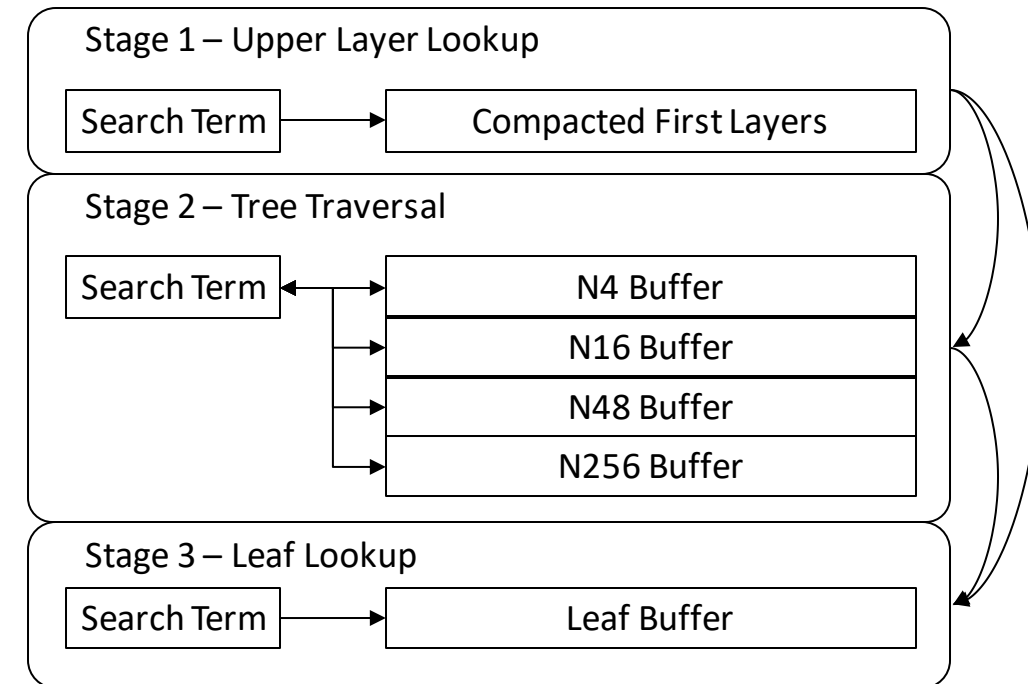 Stage 1 – Upper Layer Lookup
Search Term
Compacted First Layers
Stage 2 – Tree Traversal
Search Term
N4 Buffer
N16 Buffer
N48 Buffer
N256 Buffer
Stage 3 – Leaf Lookup
Search Term
Leaf Buffer